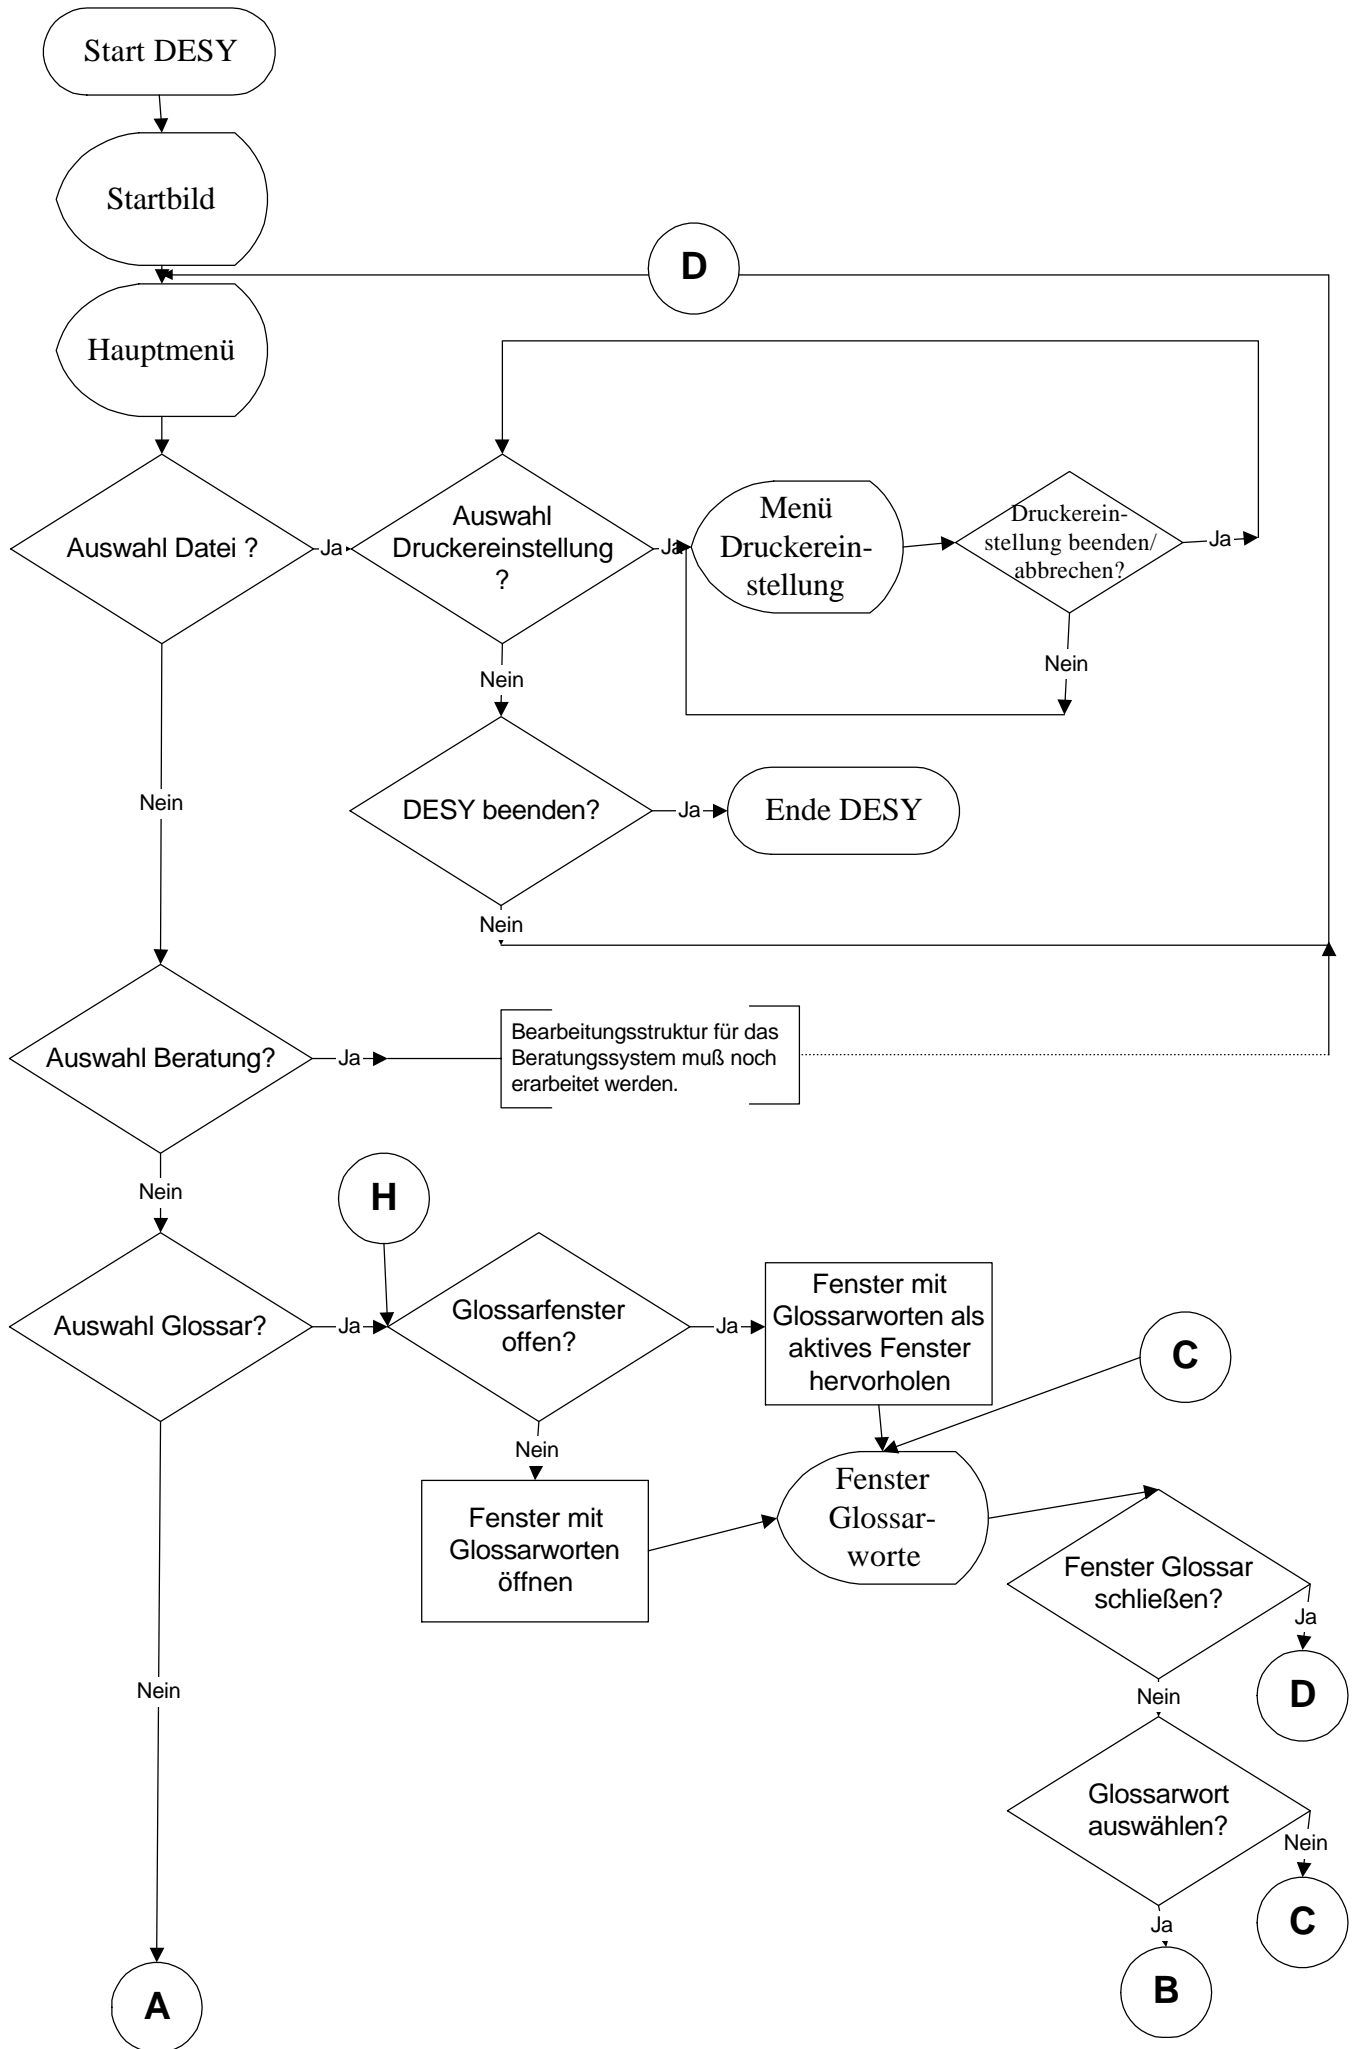 Start DESY
Startbild
D
Hauptmenü
Auswahl Datei ?
Ja
Auswahl
Druckereinstellung
?
Ja
Menü
Druckerein-
stellung
Druckerein-
stellung beenden/
abbrechen?
Ja
Nein
Nein
Nein
DESY beenden?
Ja
Ende DESY
Nein
Auswahl Beratung?
Ja
Bearbeitungsstruktur für das
Beratungssystem muß noch
erarbeitet werden.
Nein
H
Auswahl Glossar?
Ja
Glossarfenster
offen?
Ja
Fenster mit
Glossarworten als
aktives Fenster
hervorholen
C
Nein
Fenster mit
Glossarworten
öffnen
Fenster
Glossar-
worte
Fenster Glossar
schließen?
Ja
D
Nein
Nein
Glossarwort
auswählen?
Nein
C
Ja
B
A